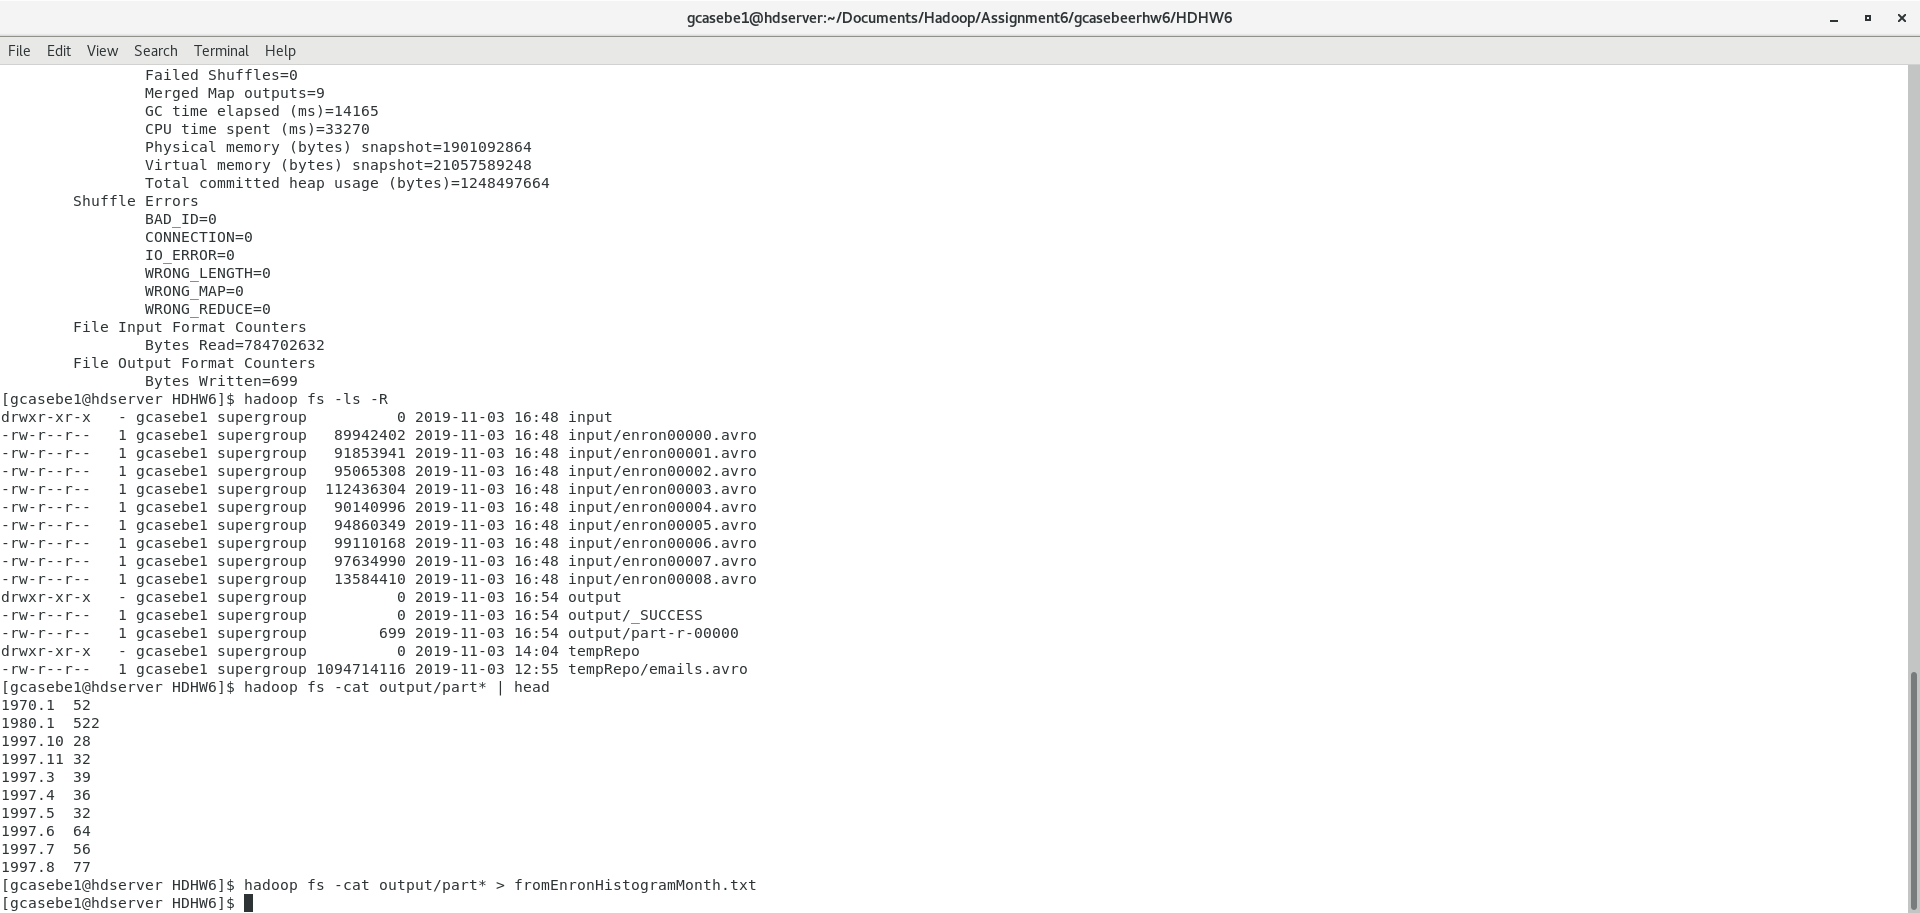 gcasebe1@hdserver:~/Documents/Hadoop/Assignment6/gcasebeerhw6/HDHW6
File Edit View Search Terminal Help
Failed Shuffles=0
Merged Map outputs=9
GC time elapsed (ms)=14165
CPU time spent (ms)=33270
Physical memory (bytes) snapshot=1901092864
Virtual memory (bytes) snapshot=21057589248
Total committed heap usage (bytes)=1248497664
Shuffle Errors
BAD_ID=0
CONNECTION=0
IO_ERROR=0
WRONG_LENGTH=0
WRONG_MAP=0
WRONG_REDUCE=0
File Input Format Counters
Bytes Read=784702632
File Output Format Counters
Bytes Written=699
[gcasebe1@hdserver HDHW6]$ hadoop fs -ls -R
drwxr-xr-x   - gcasebe1 supergroup          0 2019-11-03 16:48 input
-rw-r--r--   1 gcasebe1 supergroup   89942402 2019-11-03 16:48 input/enron00000.avro
-rw-r--r--   1 gcasebe1 supergroup   91853941 2019-11-03 16:48 input/enron00001.avro
-rw-r--r--   1 gcasebe1 supergroup   95065308 2019-11-03 16:48 input/enron00002.avro
-rw-r--r--   1 gcasebe1 supergroup  112436304 2019-11-03 16:48 input/enron00003.avro
-rw-r--r--   1 gcasebe1 supergroup   90140996 2019-11-03 16:48 input/enron00004.avro
-rw-r--r--   1 gcasebe1 supergroup   94860349 2019-11-03 16:48 input/enron00005.avro
-rw-r--r--   1 gcasebe1 supergroup   99110168 2019-11-03 16:48 input/enron00006.avro
-rw-r--r--   1 gcasebe1 supergroup   97634990 2019-11-03 16:48 input/enron00007.avro
-rw-r--r--   1 gcasebe1 supergroup   13584410 2019-11-03 16:48 input/enron00008.avro
drwxr-xr-x   - gcasebe1 supergroup          0 2019-11-03 16:54 output
-rw-r--r--   1 gcasebe1 supergroup          0 2019-11-03 16:54 output/_SUCCESS
-rw-r--r--   1 gcasebe1 supergroup        699 2019-11-03 16:54 output/part-r-00000
drwxr-xr-x   - gcasebe1 supergroup          0 2019-11-03 14:04 tempRepo
-rw-r--r--   1 gcasebe1 supergroup 1094714116 2019-11-03 12:55 tempRepo/emails.avro
[gcasebe1@hdserver HDHW6]$ hadoop fs -cat output/part* | head
1970.1  52
1980.1  522
1997.10 28
1997.11 32
1997.3  39
1997.4  36
1997.5  32
1997.6  64
1997.7  56
1997.8  77
[gcasebe1@hdserver HDHW6]$ hadoop fs -cat output/part* > fromEnronHistogramMonth.txt
[gcasebe1@hdserver HDHW6]$